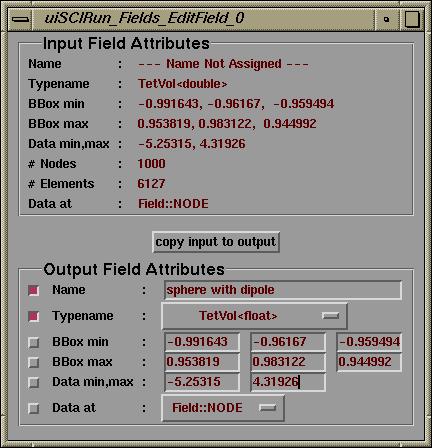 uiSCIRun_Fields_EditField_0
Input Field Attributes
Name : --- Name Not Assigned ---
Typename : TetVol<double>
BBox min : -0.991643, -0.96167, -0.959494
BBox max : 0.953819, 0.983122, 0.944992
Data min,max : -5.25315, 4.31926
# Nodes : 1000
# Elements : 6127
Data at : Field::NODE
copy input to output
Output Field Attributes
Name : sphere with dipole
Typename : TetVol<float>
BBox min : -0.991643 -0.96167 -0.959494
BBox max : 0.953819 0.983122 0.944992
Data min,max : -5.25315 4.31926
Data at : Field::NODE